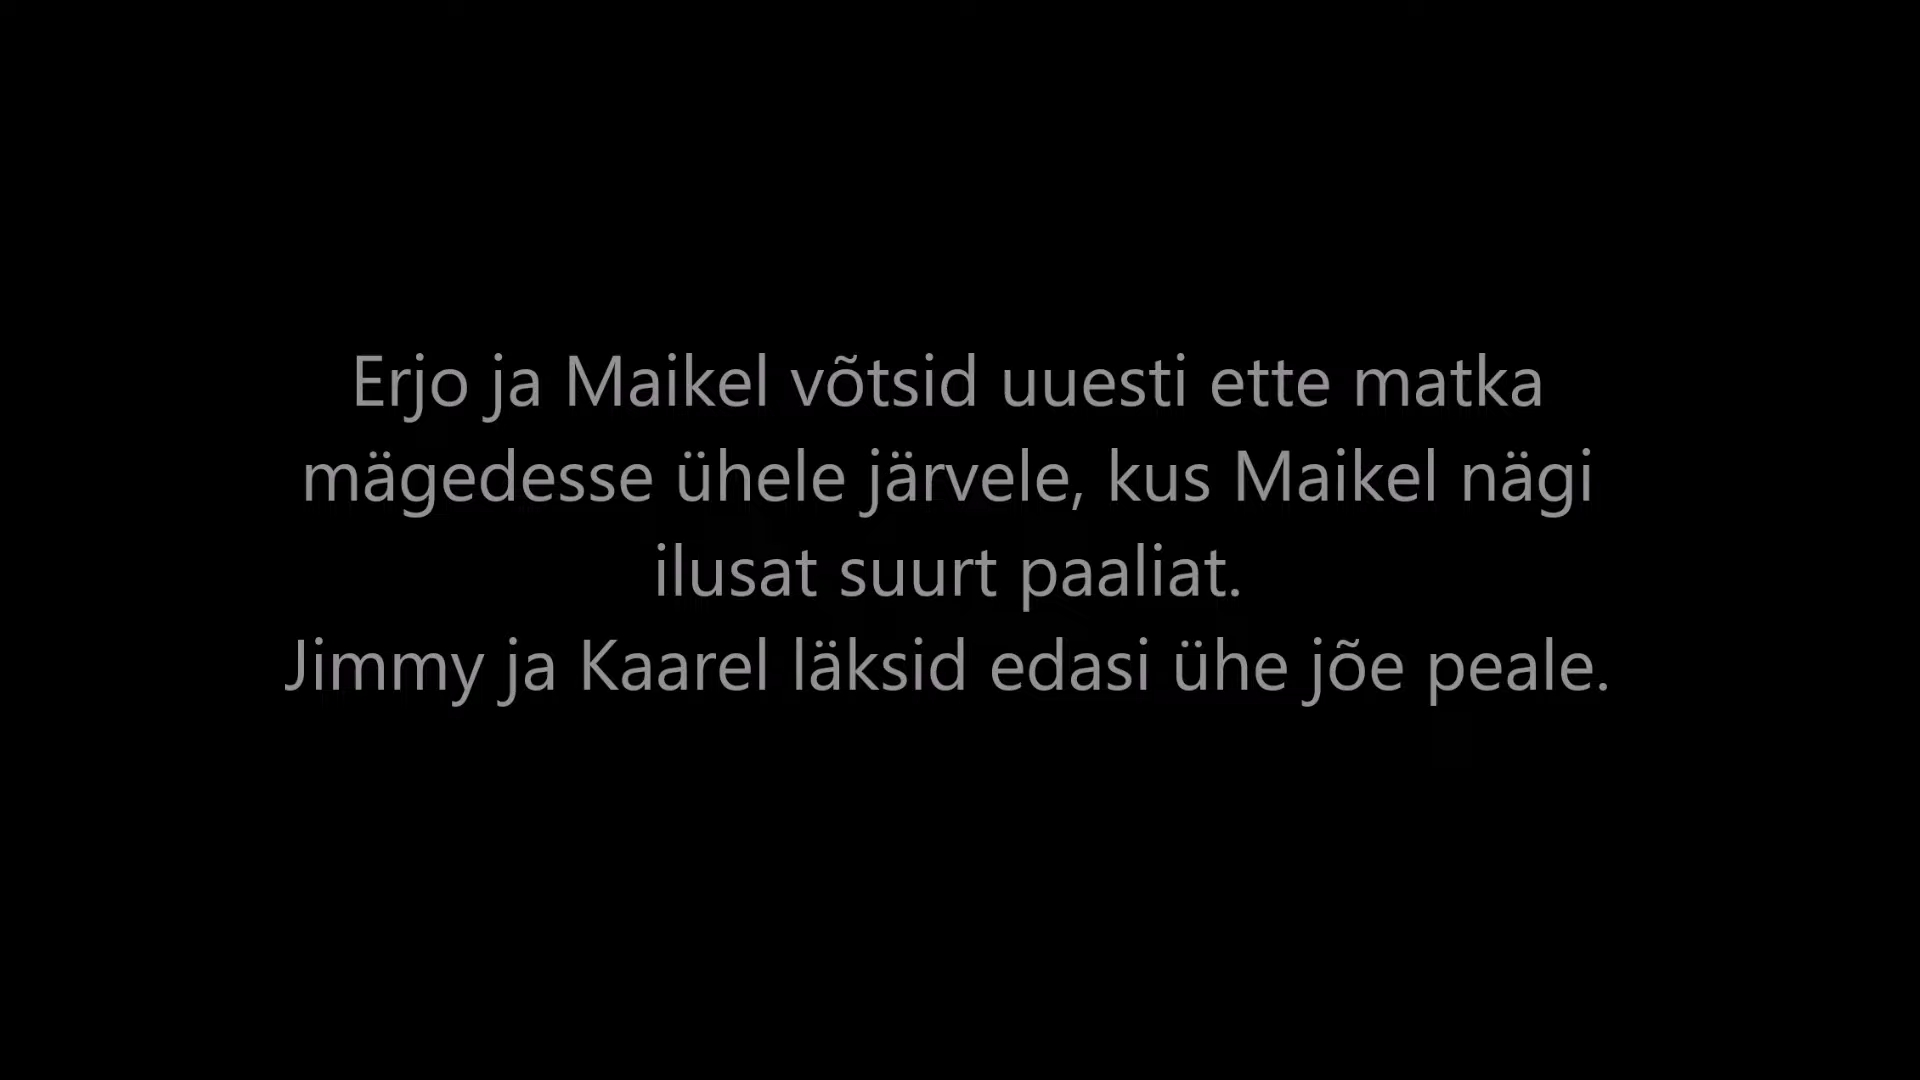 Erjo ja Maikel võtsid uuesti ette matka
mägedesse ühele järvele, kus Maikel nägi
ilusat suurt paaliat.
Jimmy ja Kaarel läksid edasi ühe jõe peale.